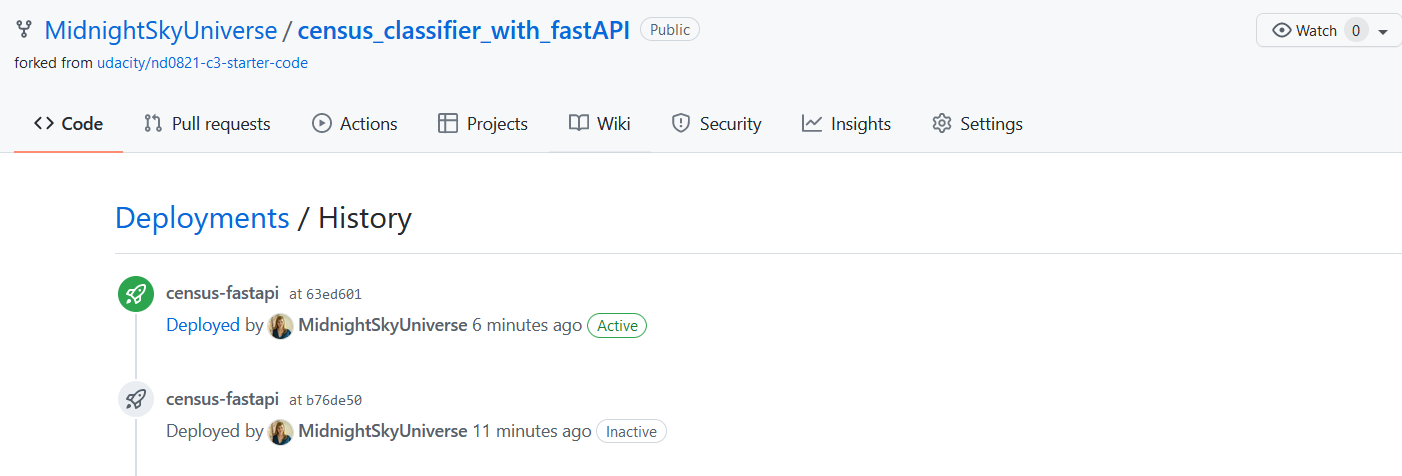 MidnightSkyUniverse / census_classifier_with_fastAPI Public Watch 0
forked from udacity/nd0821-c3-starter-code
Code Pull requests Actions Projects Wiki Security Insights Settings
Deployments / History
census-fastapi at 63ed601
Deployed by MidnightSkyUniverse 6 minutes ago Active
census-fastapi at b76de50
Deployed by MidnightSkyUniverse 11 minutes ago Inactive